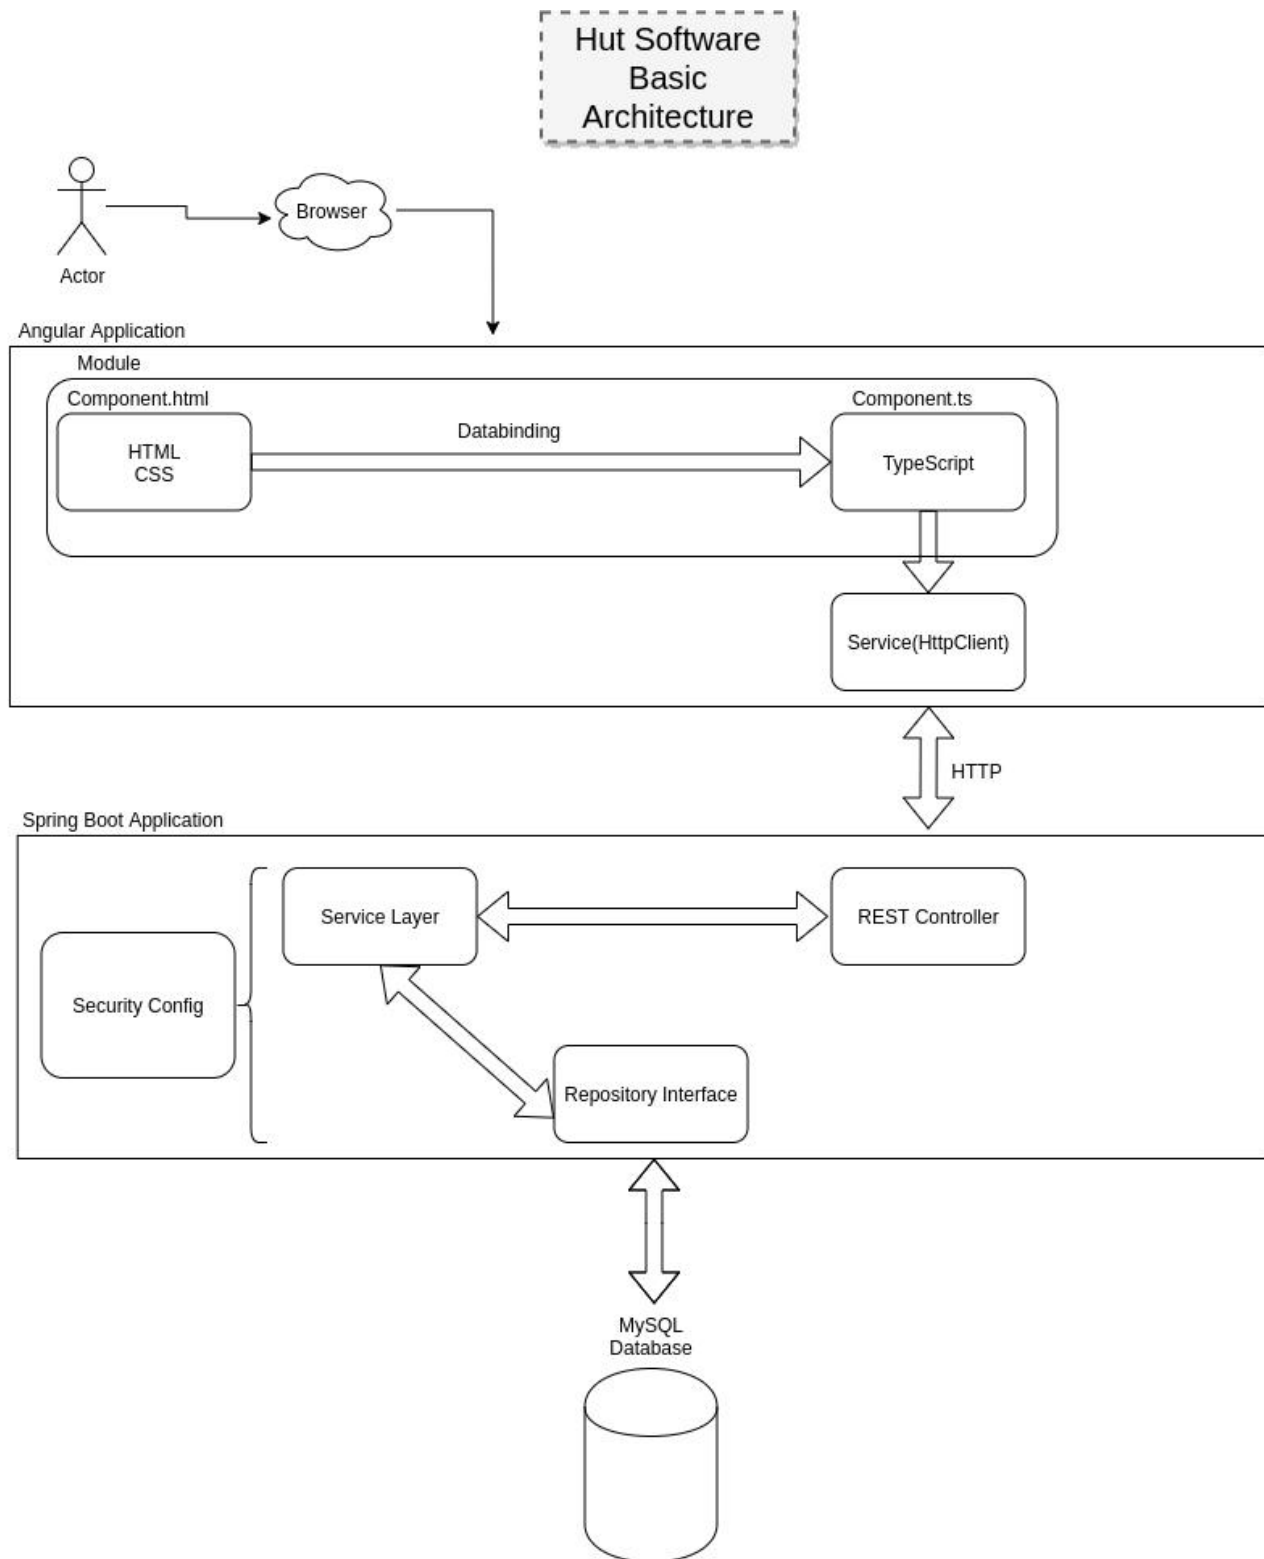 Hut Software
Basic
Architecture
Browser
Actor
Angular Application
Module
Component.html
Component.ts
HTML
CSS
Databinding
TypeScript
Service(HttpClient)
HTTP
Spring Boot Application
Service Layer
REST Controller
Security Config
Repository Interface
MySQL
Database